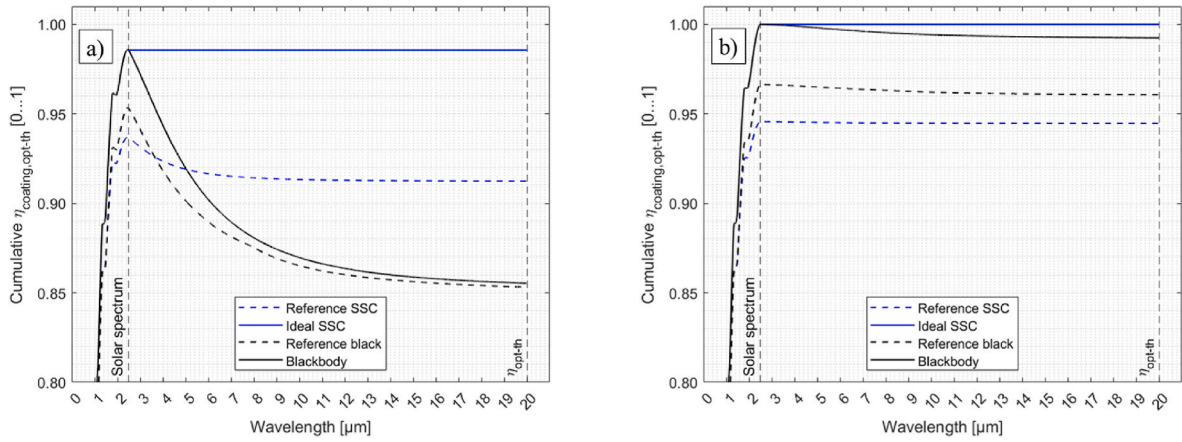 a)
Cumulative η_coating,opt-th [0...1]
1.00
0.95
0.90
0.85
0.80
Solar spectrum
η_opt-th
Reference SSC
Ideal SSC
Reference black
Blackbody
0 1 2 3 4 5 6 7 8 9 10 11 12 13 14 15 16 17 18 19 20
Wavelength [µm]
b)
Cumulative η_coating,opt-th [0...1]
1.00
0.95
0.90
0.85
0.80
Solar spectrum
η_opt-th
Reference SSC
Ideal SSC
Reference black
Blackbody
0 1 2 3 4 5 6 7 8 9 10 11 12 13 14 15 16 17 18 19 20
Wavelength [µm]